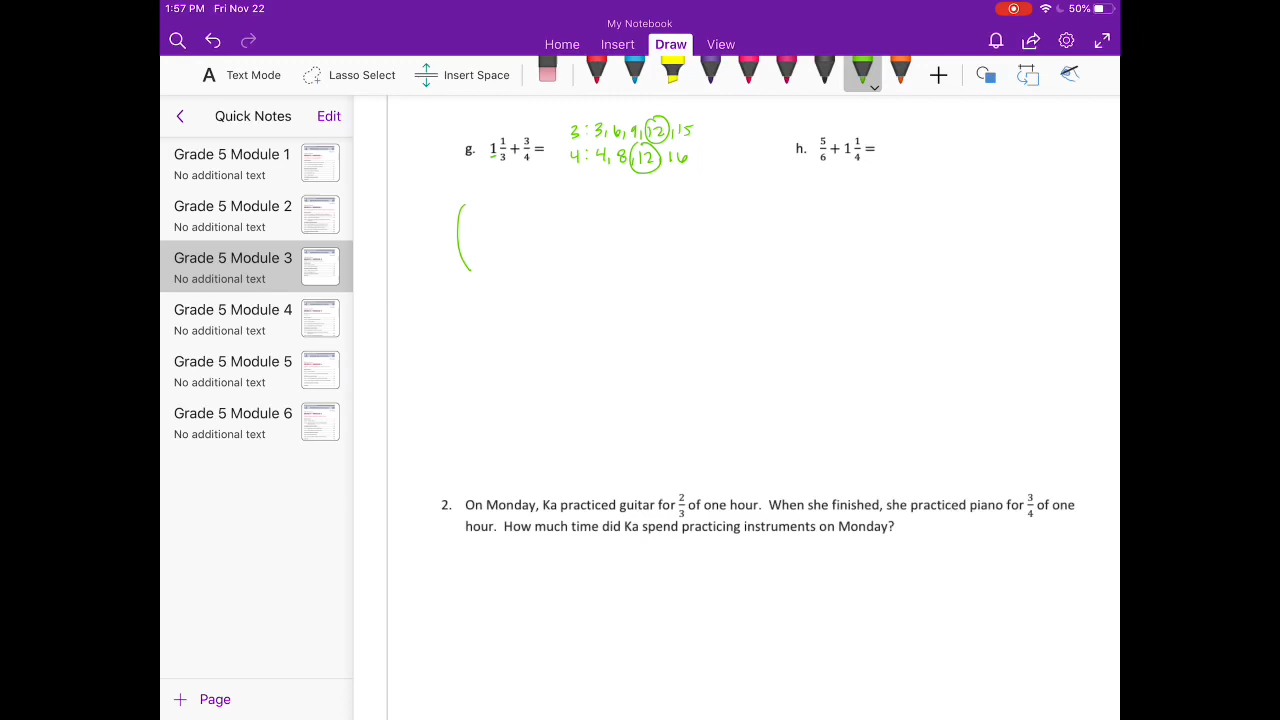 1:57 PM Fri Nov 22
50%
My Notebook
Home Insert Draw View
A Text Mode Lasso Select Insert Space
Quick Notes Edit
Grade 5 Module 1
No additional text
Grade 5 Module 2
No additional text
Grade 5 Module 3
No additional text
Grade 5 Module 4
No additional text
Grade 5 Module 5
No additional text
Grade 5 Module 6
No additional text
Page
3 : 3, 6, 9, 12, 15
4 : 4, 8, 12, 16
g. 1 1/3 + 3/4 =
h. 5/6 + 1 1/4 =
(
2. On Monday, Ka practiced guitar for 2/3 of one hour. When she finished, she practiced piano for 3/4 of one
hour. How much time did Ka spend practicing instruments on Monday?